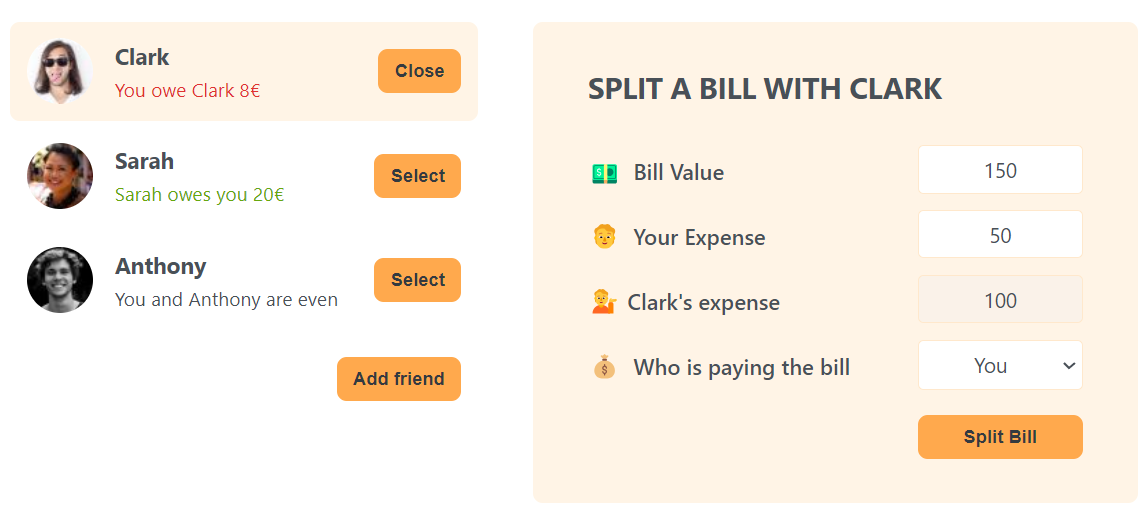 Clark
You owe Clark 8€
Close
Sarah
Sarah owes you 20€
Select
Anthony
You and Anthony are even
Select
Add friend
SPLIT A BILL WITH CLARK
Bill Value 150
Your Expense 50
Clark's expense 100
Who is paying the bill You
Split Bill